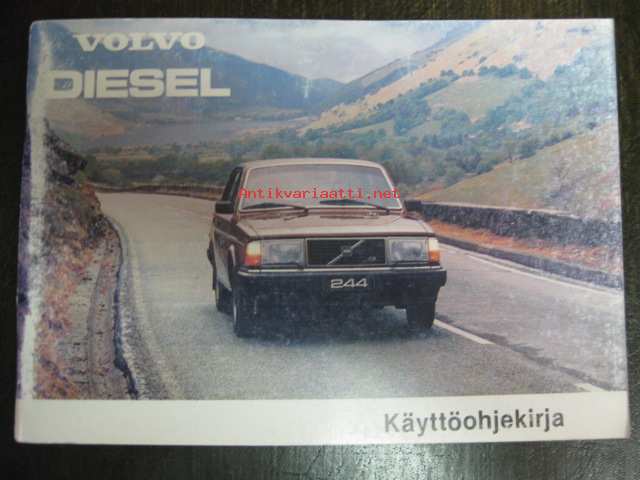 VOLVO
DIESEL
Antikvariaatti.net
244
Käyttöohjekirja